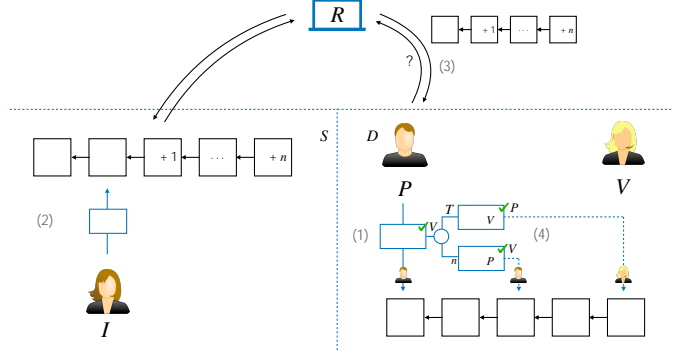 R
+ 1 ... + n
? (3)
S D
+ 1 ... + n
P V
(2)
(1) V T V P (4)
n P V
I